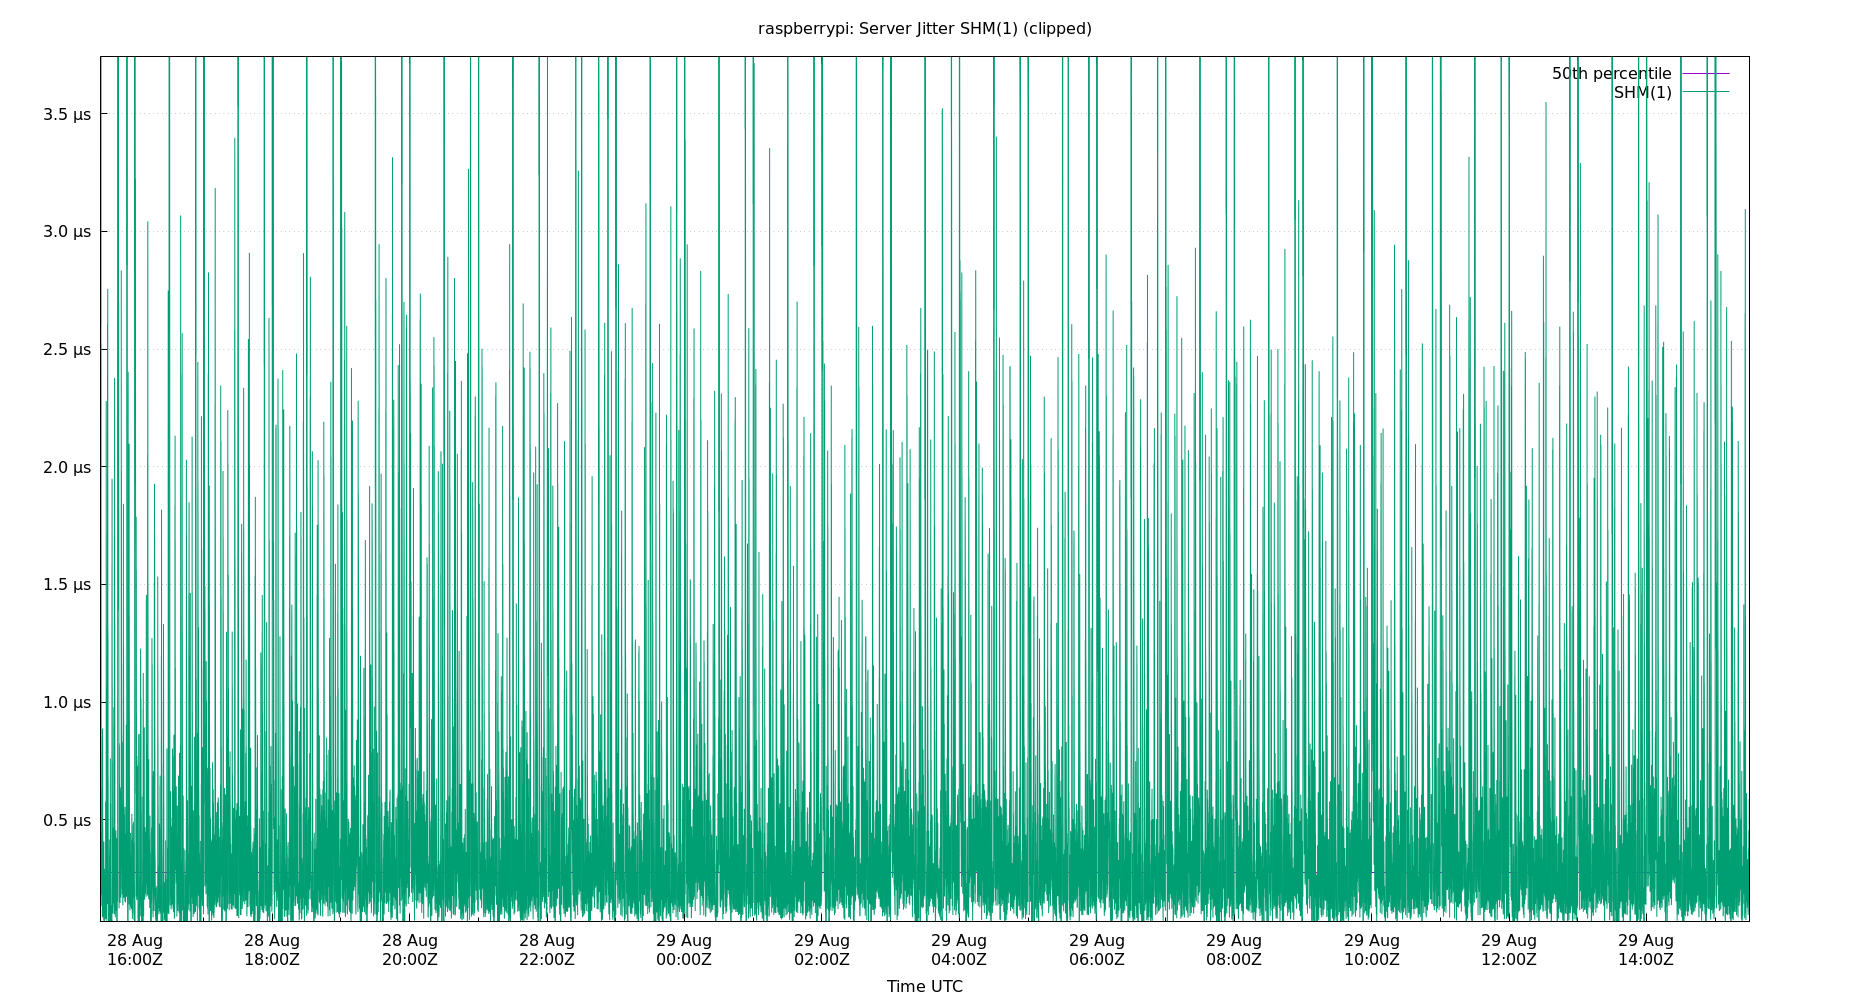 raspberrypi: Server Jitter SHM(1) (clipped)
50th percentile
SHM(1)
3.5 µs
3.0 µs
2.5 µs
2.0 µs
1.5 µs
1.0 µs
0.5 µs
28 Aug 28 Aug 28 Aug 28 Aug 29 Aug 29 Aug 29 Aug 29 Aug 29 Aug 29 Aug 29 Aug 29 Aug
16:00Z 18:00Z 20:00Z 22:00Z 00:00Z 02:00Z 04:00Z 06:00Z 08:00Z 10:00Z 12:00Z 14:00Z
Time UTC